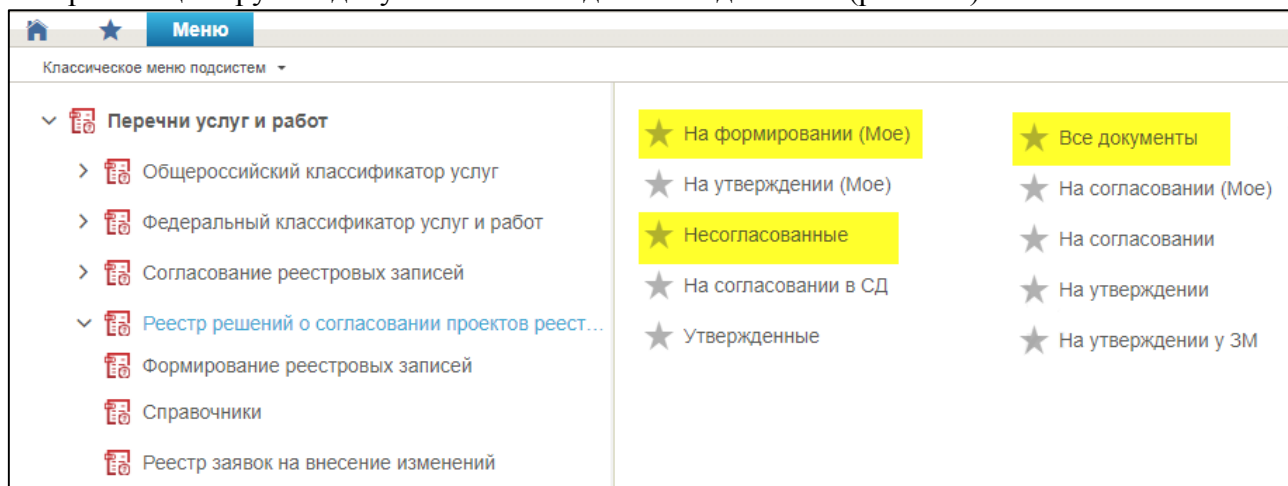 Меню
Классическое меню подсистем
Перечни услуг и работ
Общероссийский классификатор услуг
Федеральный классификатор услуг и работ
Согласование реестровых записей
Реестр решений о согласовании проектов реест...
Формирование реестровых записей
Справочники
Реестр заявок на внесение изменений
На формировании (Мое)
На утверждении (Мое)
Несогласованные
На согласовании в СД
Утвержденные
Все документы
На согласовании (Мое)
На согласовании
На утверждении
На утверждении у ЗМ